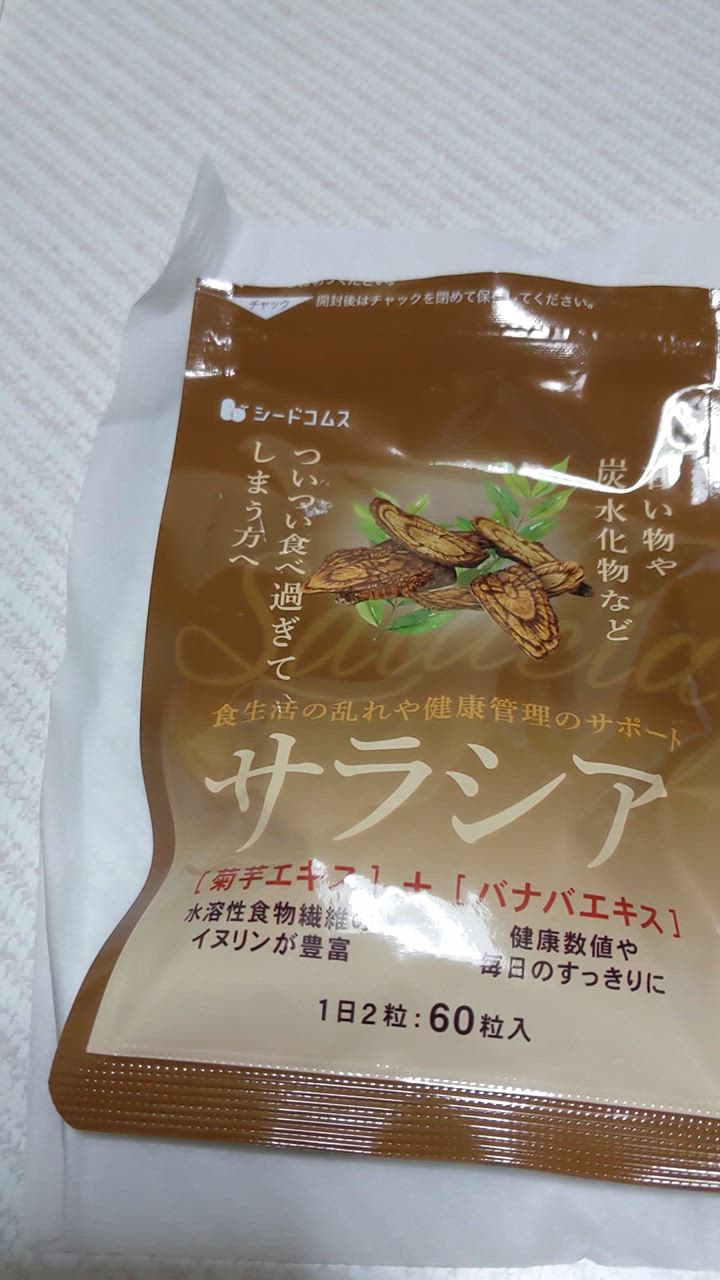 ください。
チャック
開封後はチャックを閉めて保 してください。
シードコムス
い物や
炭水化物など
ついつい食べ過ぎて、
しまう方へ
Salacia
食生活の乱れや健康管理のサポート
サラシア
[菊芋エキス]+[バナバエキス]
水溶性食物繊維の
イヌリンが豊富
健康数値や
毎日のすっきりに
1日2粒:60粒入